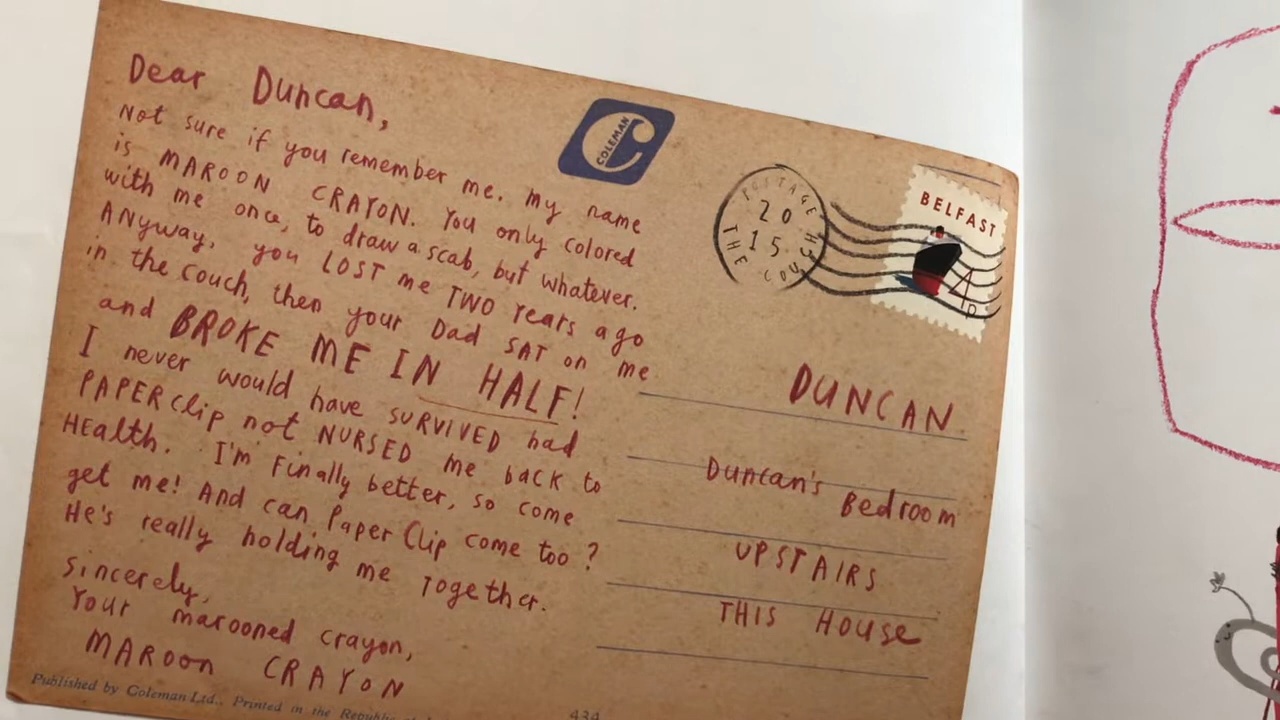 Dear Duncan,
Not sure if you remember me. My name
is MAROON CRAYON. You only colored
with me once, to draw a scab, but whatever.
ANyway, you LOST me TWO Years ago
in the couch, then your Dad SAT on me
and BROKE ME IN HALF!
I never would have SURVIVED had
PAPERclip not NURSED me back to
HEalth. I'm Finally better, so come
get me! And can Paper Clip come too?
He's really holding me Together.
Sincerely,
Your marooned crayon,
MARoon CRAYON
Published by Coleman Ltd., Printed in the
434
COLEMAN
POSTAGE
20
15
THE
BELFAST
4p
DUNCAN
Duncan's Bedroom
UPSTAIRS
THIS House